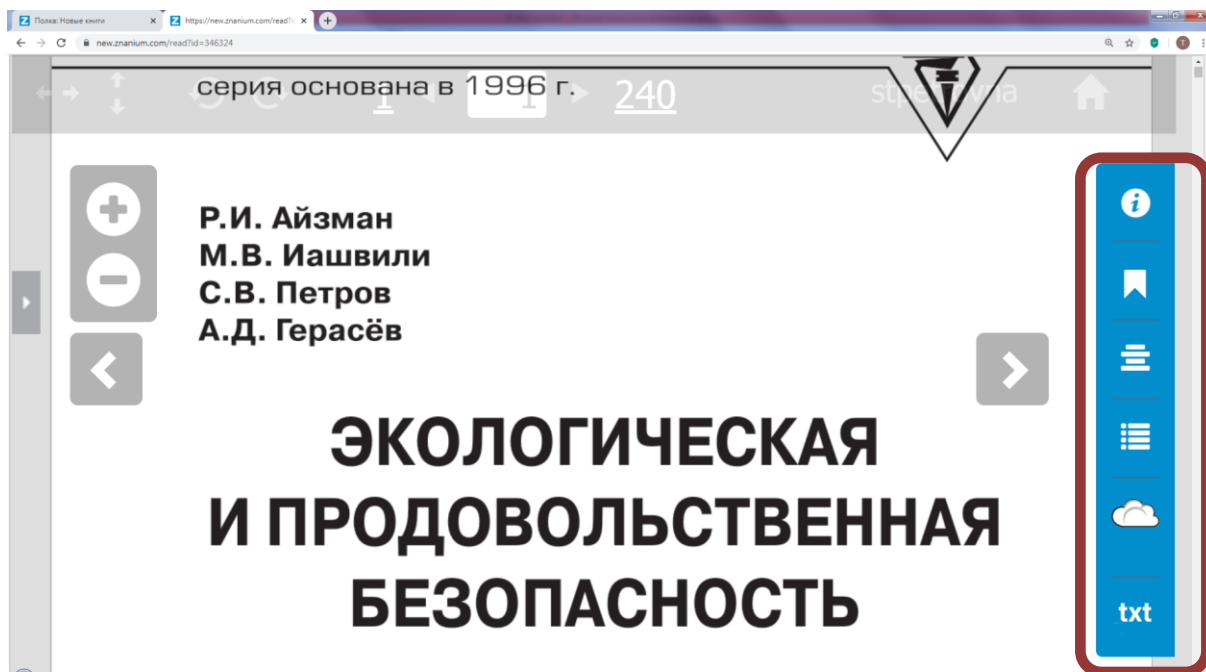 Полка: Новые книги
https://new.znanium.com/read?i
new.znanium.com/read?id=346324
серия основана в 1996 г.
1 1 240
Р.И. Айзман
М.В. Иашвили
С.В. Петров
А.Д. Герасёв
ЭКОЛОГИЧЕСКАЯ
И ПРОДОВОЛЬСТВЕННАЯ
БЕЗОПАСНОСТЬ
txt